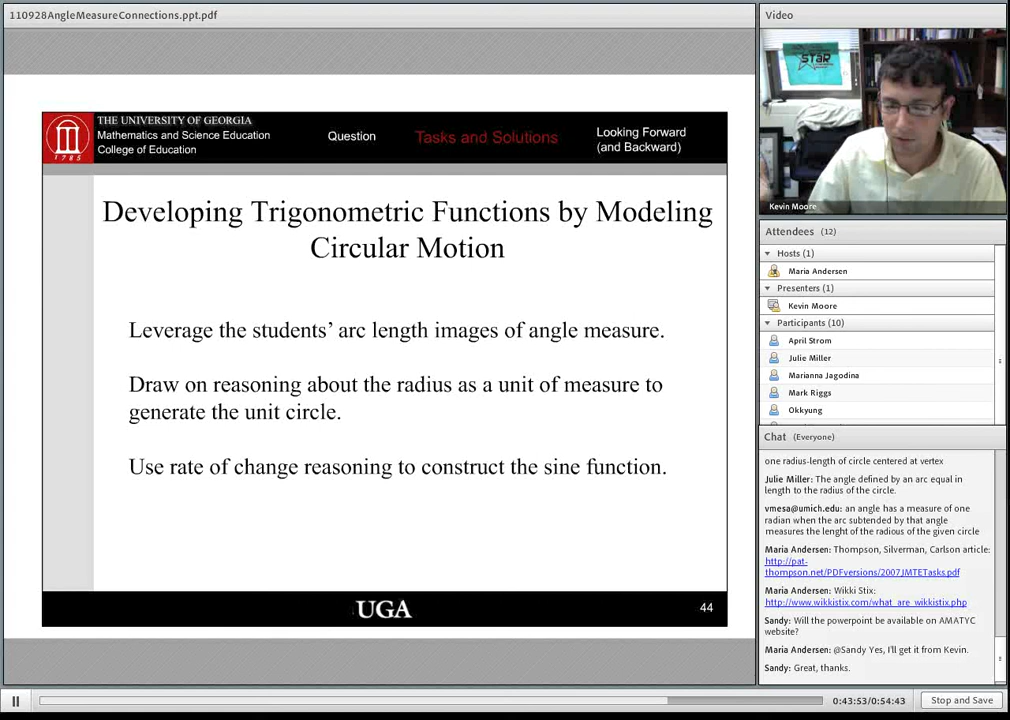 110928AngleMeasureConnections.ppt.pdf
THE UNIVERSITY OF GEORGIA
Mathematics and Science Education
College of Education
1785
Question
Tasks and Solutions
Looking Forward
(and Backward)
Developing Trigonometric Functions by Modeling
Circular Motion
Leverage the students' arc length images of angle measure.
Draw on reasoning about the radius as a unit of measure to
generate the unit circle.
Use rate of change reasoning to construct the sine function.
UGA
44
Video
STaR
Kevin Moore
Attendees (12)
Hosts (1)
Maria Andersen
Presenters (1)
Kevin Moore
Participants (10)
April Strom
Julie Miller
Marianna Jagodina
Mark Riggs
Okkyung
Chat (Everyone)
one radius-length of circle centered at vertex
Julie Miller: The angle defined by an arc equal in
length to the radius of the circle.
vmesa@umich.edu: an angle has a measure of one
radian when the arc subtended by that angle
measures the lenght of the radious of the given circle
Maria Andersen: Thompson, Silverman, Carlson article:
http://pat-
thompson.net/PDFversions/2007JMTETasks.pdf
Maria Andersen: Wikki Stix:
http://www.wikkistix.com/what_are_wikkistix.php
Sandy: Will the powerpoint be available on AMATYC
website?
Maria Andersen: @Sandy Yes, I'll get it from Kevin.
Sandy: Great, thanks.
0:43:53/0:54:43
Stop and Save